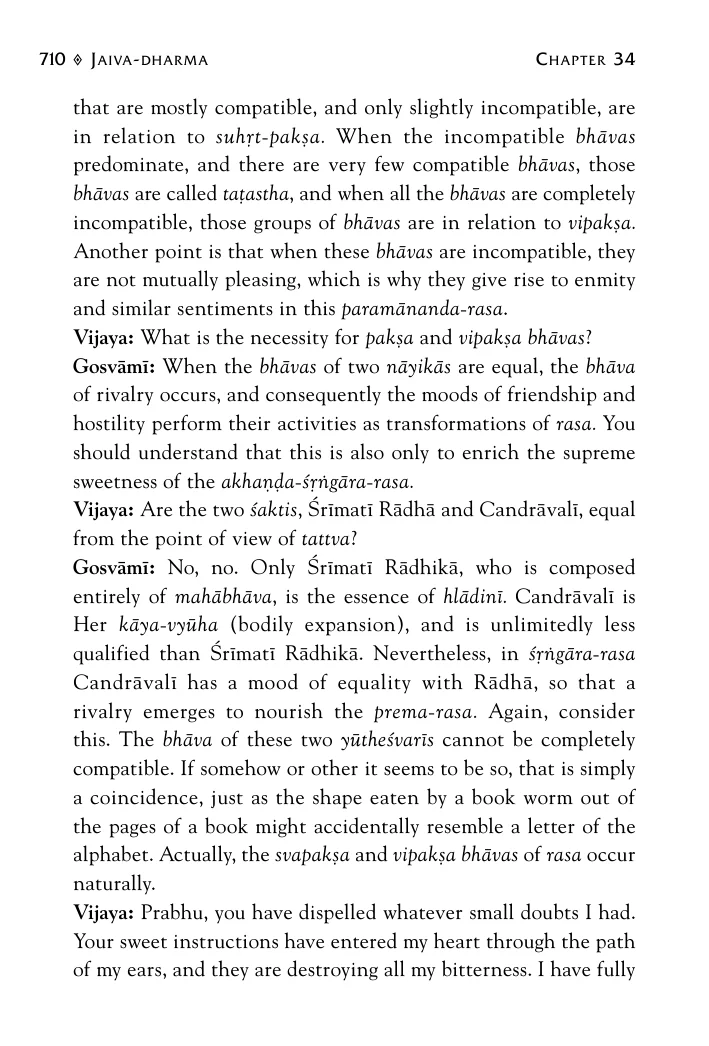 710 ◊ JAIVA-DHARMA CHAPTER 34
that are mostly compatible, and only slightly incompatible, are
in relation to suhṛt-pakṣa. When the incompatible bhāvas
predominate, and there are very few compatible bhāvas, those
bhāvas are called taṭastha, and when all the bhāvas are completely
incompatible, those groups of bhāvas are in relation to vipakṣa.
Another point is that when these bhāvas are incompatible, they
are not mutually pleasing, which is why they give rise to enmity
and similar sentiments in this paramānanda-rasa.
Vijaya: What is the necessity for pakṣa and vipakṣa bhāvas?
Gosvāmī: When the bhāvas of two nāyikās are equal, the bhāva
of rivalry occurs, and consequently the moods of friendship and
hostility perform their activities as transformations of rasa. You
should understand that this is also only to enrich the supreme
sweetness of the akhaṇḍa-śṛṅgāra-rasa.
Vijaya: Are the two śaktis, Śrīmatī Rādhā and Candrāvalī, equal
from the point of view of tattva?
Gosvāmī: No, no. Only Śrīmatī Rādhikā, who is composed
entirely of mahābhāva, is the essence of hlādinī. Candrāvalī is
Her kāya-vyūha (bodily expansion), and is unlimitedly less
qualified than Śrīmatī Rādhikā. Nevertheless, in śṛṅgāra-rasa
Candrāvalī has a mood of equality with Rādhā, so that a
rivalry emerges to nourish the prema-rasa. Again, consider
this. The bhāva of these two yūtheśvarīs cannot be completely
compatible. If somehow or other it seems to be so, that is simply
a coincidence, just as the shape eaten by a book worm out of
the pages of a book might accidentally resemble a letter of the
alphabet. Actually, the svapakṣa and vipakṣa bhāvas of rasa occur
naturally.
Vijaya: Prabhu, you have dispelled whatever small doubts I had.
Your sweet instructions have entered my heart through the path
of my ears, and they are destroying all my bitterness. I have fully